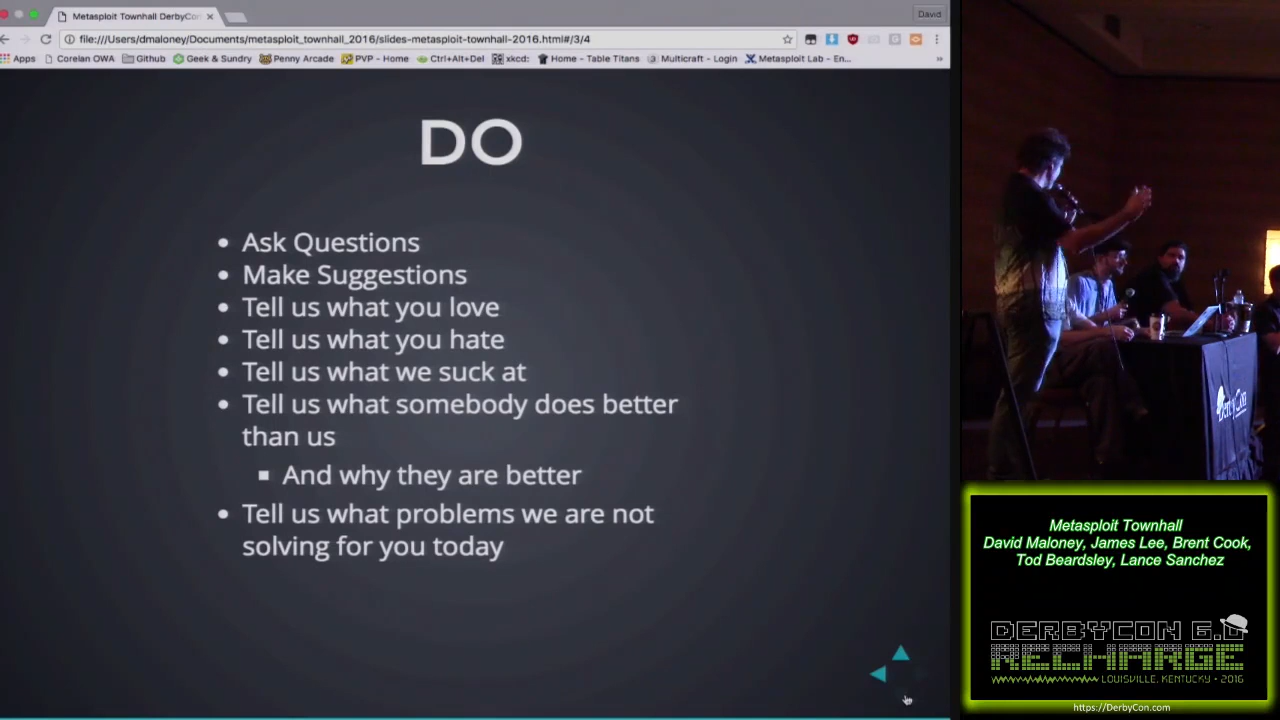 Metasploit Townhall DerbyCon
David
file:///Users/dmaloney/Documents/metasploit_townhall_2016/slides-metasploit-townhall-2016.html#/3/4
Apps Corelan OWA Github Geek & Sundry Penny Arcade PVP - Home Ctrl+Alt+Del xkcd: Home - Table Titans Multicraft - Login Metasploit Lab - En... »
DO
• Ask Questions
• Make Suggestions
• Tell us what you love
• Tell us what you hate
• Tell us what we suck at
• Tell us what somebody does better
than us
▪ And why they are better
• Tell us what problems we are not
solving for you today
DerbyCon
Metasploit Townhall
David Maloney, James Lee, Brent Cook,
Tod Beardsley, Lance Sanchez
DERBYCON 6.0
RECHARGE
LOUISVILLE, KENTUCKY • 2016
https://DerbyCon.com